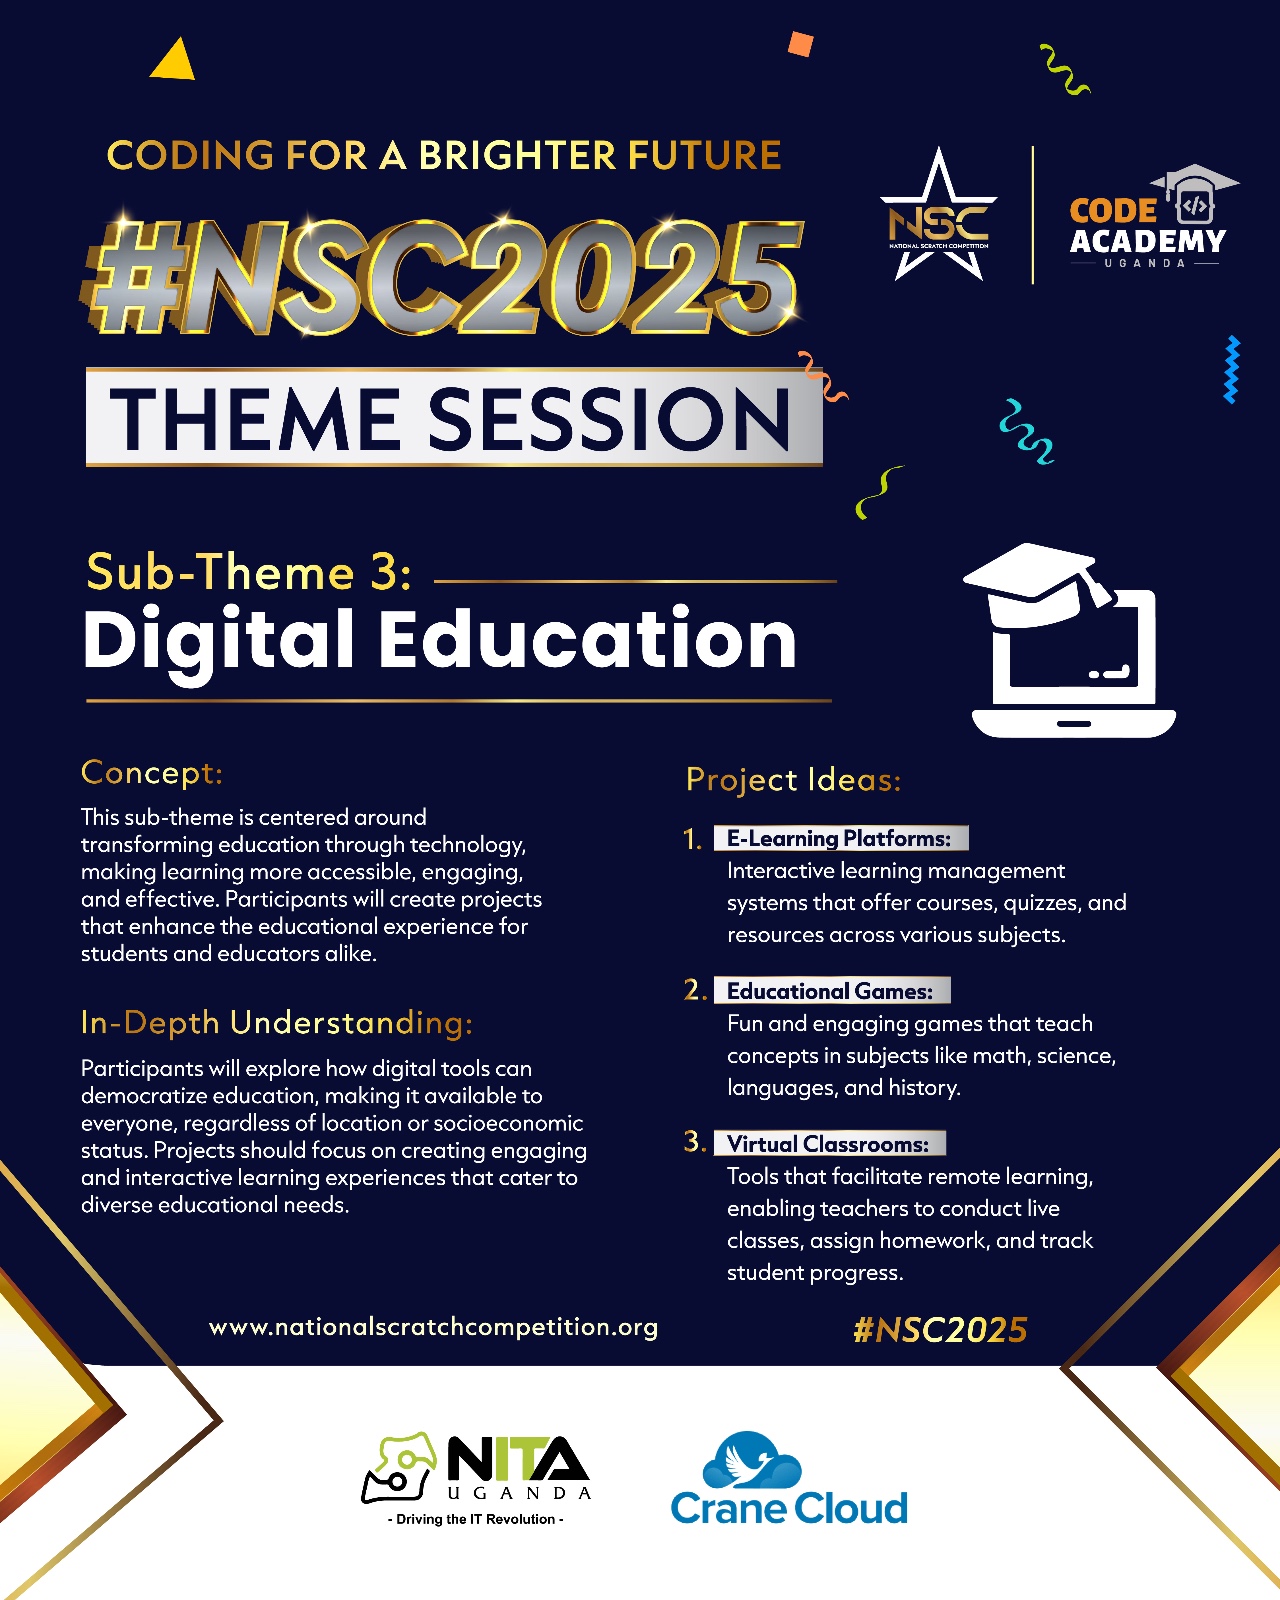 CODING FOR A BRIGHTER FUTURE
#NSC2025
THEME SESSION
NSC
NATIONAL SCRATCH COMPETITION
CODE
</>
ACADEMY
UGANDA
Sub-Theme 3:
Digital Education
Concept:
This sub-theme is centered around
transforming education through technology,
making learning more accessible, engaging,
and effective. Participants will create projects
that enhance the educational experience for
students and educators alike.
In-Depth Understanding:
Participants will explore how digital tools can
democratize education, making it available to
everyone, regardless of location or socioeconomic
status. Projects should focus on creating engaging
and interactive learning experiences that cater to
diverse educational needs.
Project Ideas:
1. E-Learning Platforms:
Interactive learning management
systems that offer courses, quizzes, and
resources across various subjects.
2. Educational Games:
Fun and engaging games that teach
concepts in subjects like math, science,
languages, and history.
3. Virtual Classrooms:
Tools that facilitate remote learning,
enabling teachers to conduct live
classes, assign homework, and track
student progress.
www.nationalscratchcompetition.org
#NSC2025
NITA
UGANDA
- Driving the IT Revolution -
Crane Cloud